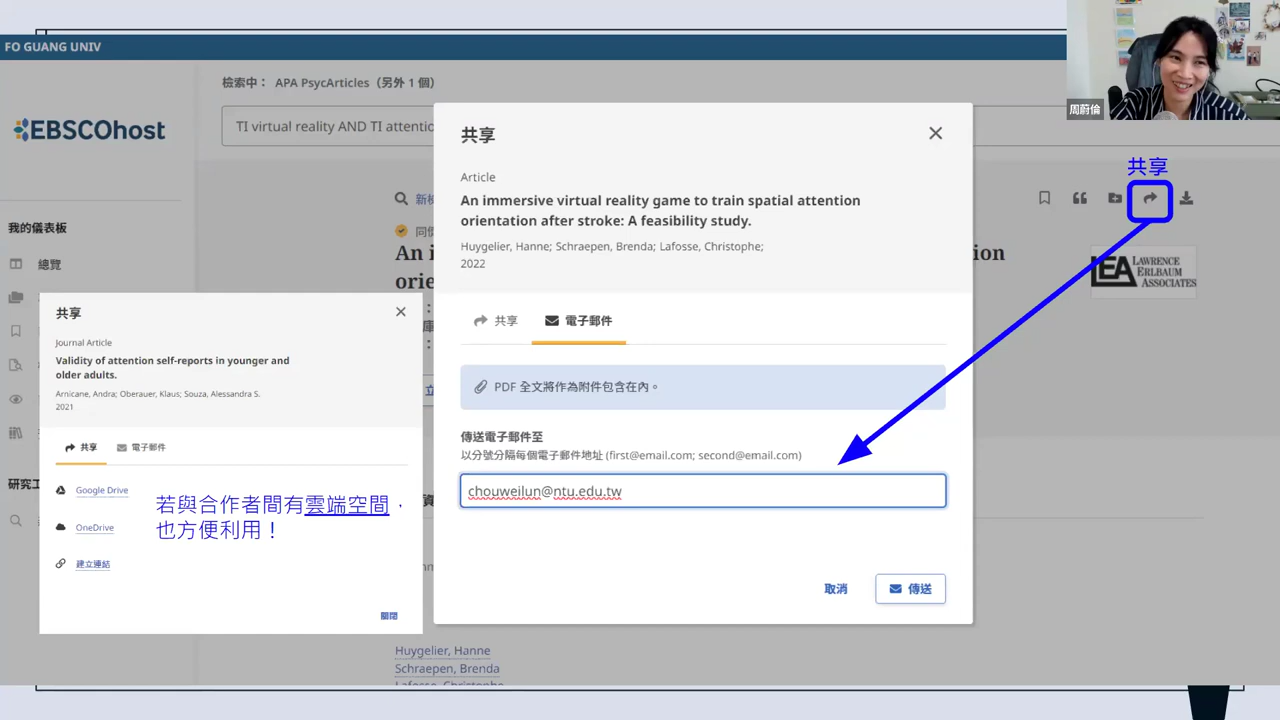 FO GUANG UNIV
檢索中： APA PsycArticles（另外 1 個）
EBSCOhost
TI virtual reality AND TI attentio
周蔚倫
共享
我的儀表板
總覽
LEA LAWRENCE ERLBAUM ASSOCIATES
共享
Article
An immersive virtual reality game to train spatial attention
orientation after stroke: A feasibility study.
Huygelier, Hanne; Schraepen, Brenda; Lafosse, Christophe;
2022
共享
電子郵件
PDF 全文將作為附件包含在內。
傳送電子郵件至
以分號分隔每個電子郵件地址 (first@email.com; second@email.com)
chouweilun@ntu.edu.tw
取消
傳送
共享
Journal Article
Validity of attention self-reports in younger and
older adults.
Arnicane, Andra; Oberauer, Klaus; Souza, Alessandra S.
2021
共享
電子郵件
Google Drive
OneDrive
建立連結
若與合作者間有雲端空間，
也方便利用！
關閉
研究工
Huygelier, Hanne
Schraepen, Brenda